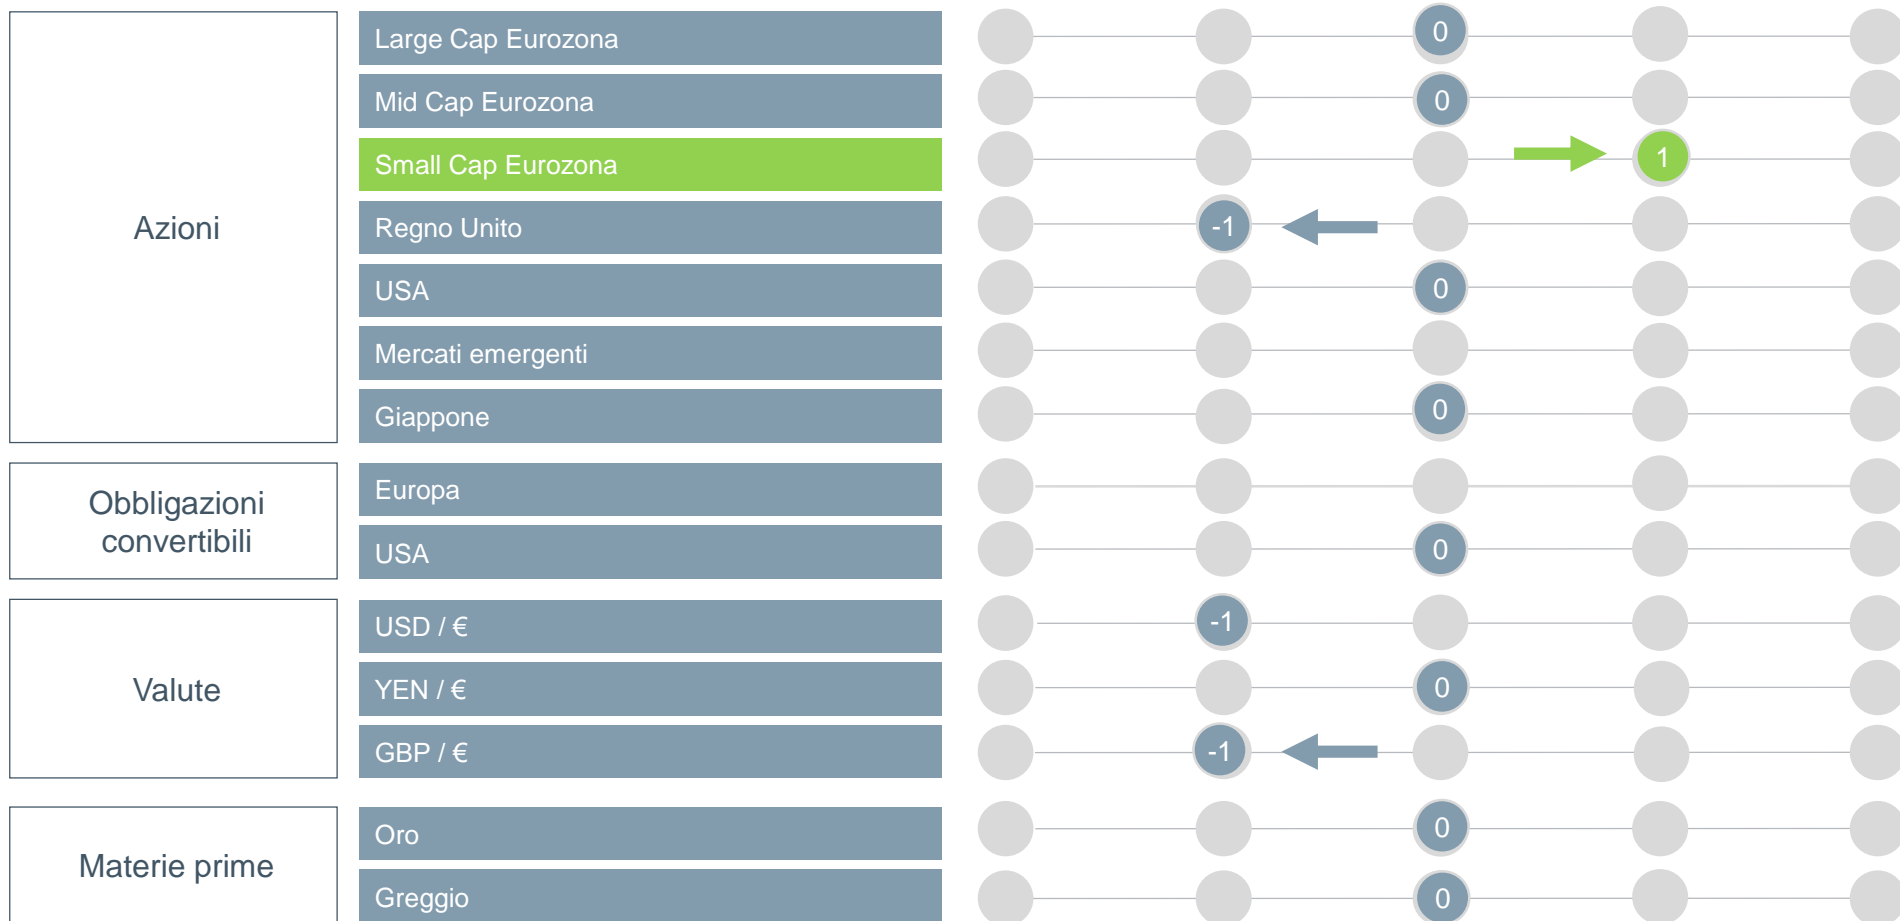 Azioni
Large Cap Eurozona
0
Mid Cap Eurozona
0
Small Cap Eurozona
1
Regno Unito
-1
USA
0
Mercati emergenti
Giappone
0
Obbligazioni
convertibili
Europa
USA
0
Valute
USD / €
-1
YEN / €
0
GBP / €
-1
Materie prime
Oro
0
Greggio
0